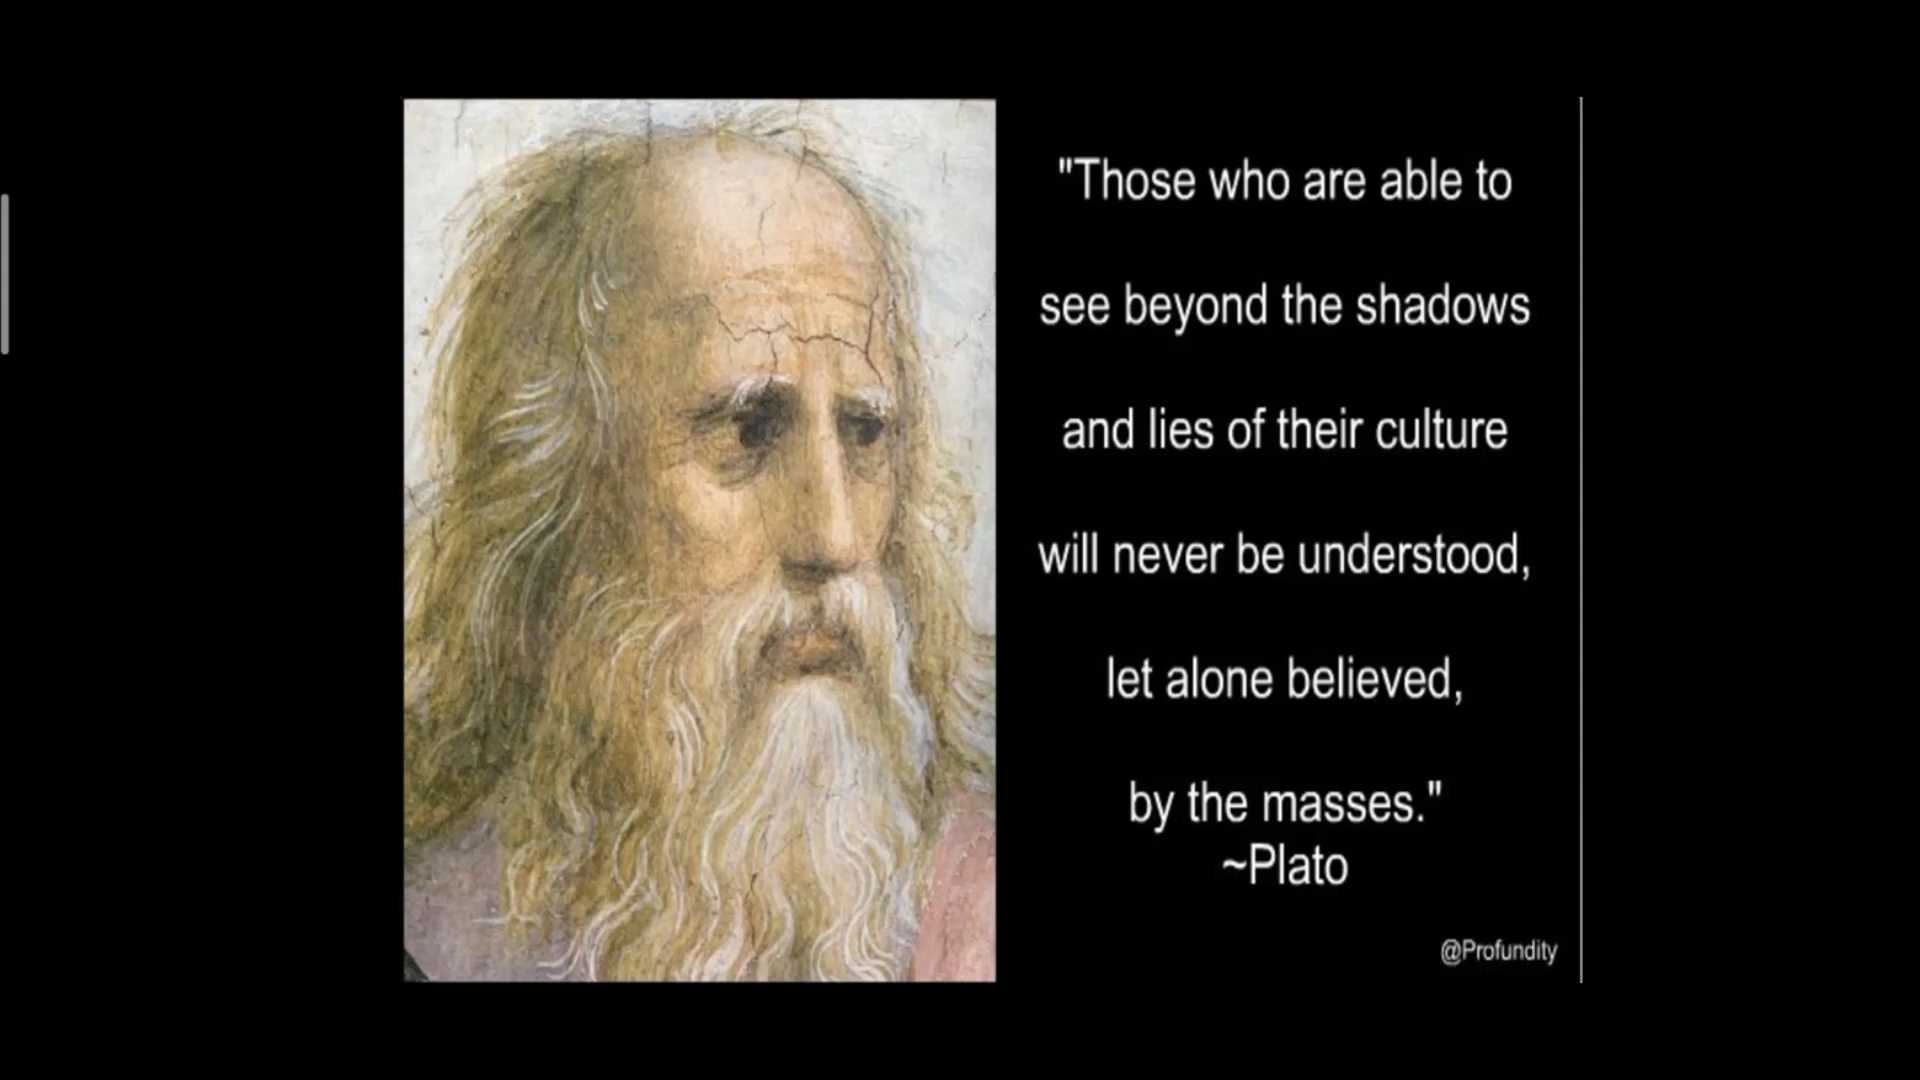 "Those who are able to
see beyond the shadows
and lies of their culture
will never be understood,
let alone believed,
by the masses."
~Plato
@Profundity